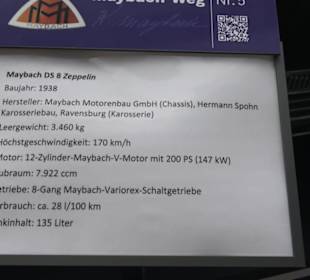 MAYBACH
Maybach-Weg
Nr. 5
Maybach DS 8 Zeppelin
Baujahr: 1938
Hersteller: Maybach Motorenbau GmbH (Chassis), Hermann Spohn
Karosseriebau, Ravensburg (Karosserie)
Leergewicht: 3.460 kg
Höchstgeschwindigkeit: 170 km/h
Motor: 12-Zylinder-Maybach-V-Motor mit 200 PS (147 kW)
ubraum: 7.922 ccm
etriebe: 8-Gang Maybach-Variorex-Schaltgetriebe
rbrauch: ca. 28 l/100 km
nkinhalt: 135 Liter